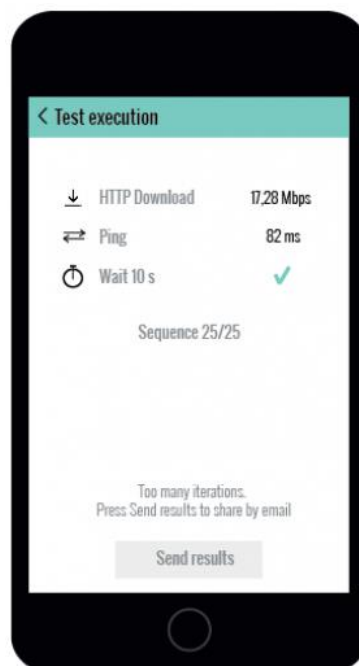 Test execution
HTTP Download 17,28 Mbps
Ping 82 ms
Wait 10 s
Sequence 25/25
Too many iterations.
Press Send results to share by email
Send results